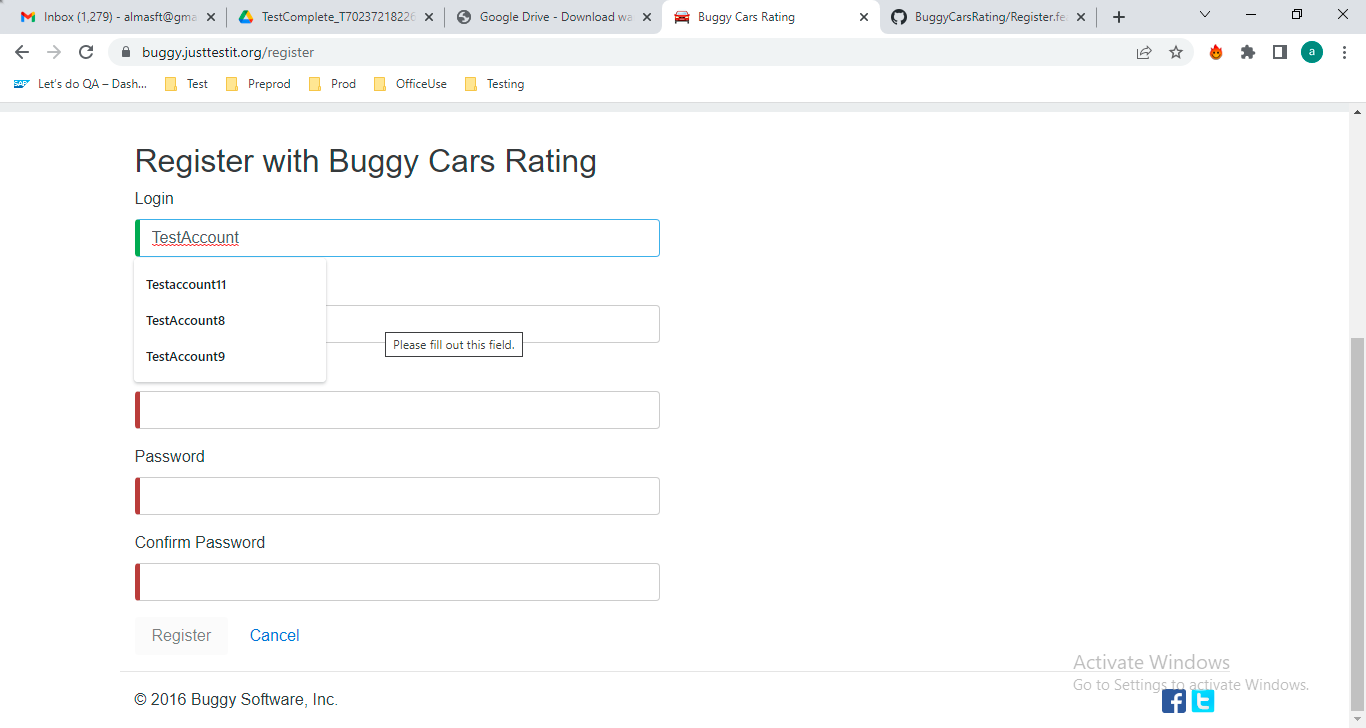 Inbox (1,279) - almasft@gma
TestComplete_T70237218226
Google Drive - Download wa
Buggy Cars Rating
BuggyCarsRating/Register.fe
buggy.justtestit.org/register
a
SAP
Let's do QA – Dash...
Test
Preprod
Prod
OfficeUse
Testing
Register with Buggy Cars Rating
Login
TestAccount
Testaccount11
TestAccount8
TestAccount9
Please fill out this field.
Password
Confirm Password
Register
Cancel
Activate Windows
Go to Settings to activate Windows.
© 2016 Buggy Software, Inc.